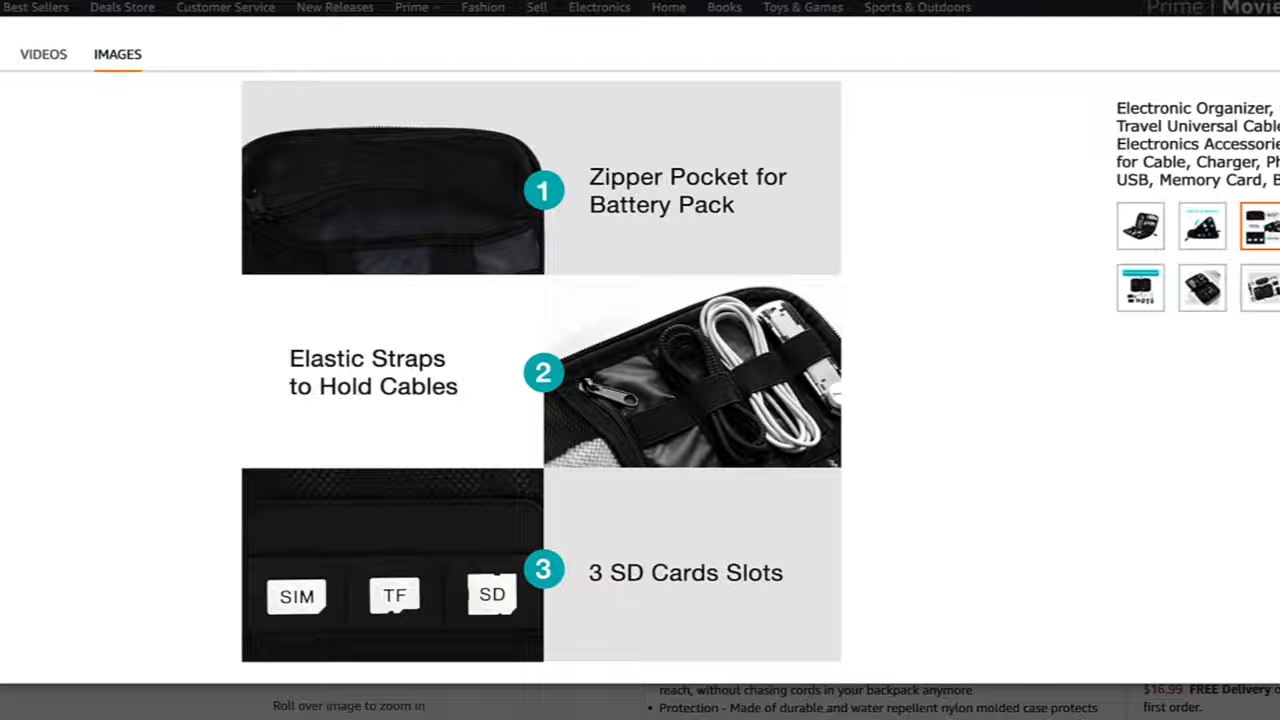 Best Sellers Deals Store Customer Service New Releases Prime Fashion Sell Electronics Home Books Toys & Games Sports & Outdoors
Prime
VIDEOS IMAGES
Electronic Organizer,
Travel Universal
for Cable, Charger,
USB, Memory Card,
1
Zipper Pocket for
Battery Pack
Elastic Straps
to Hold Cables
2
3
3 SD Cards Slots
SIM TF SD
Roll over image to zoom in
reach, without chasing cords in your backpack anymore
• Protection - Made of durable and water repellent nylon molded case protects
$16.99 FREE Delivery
first order.